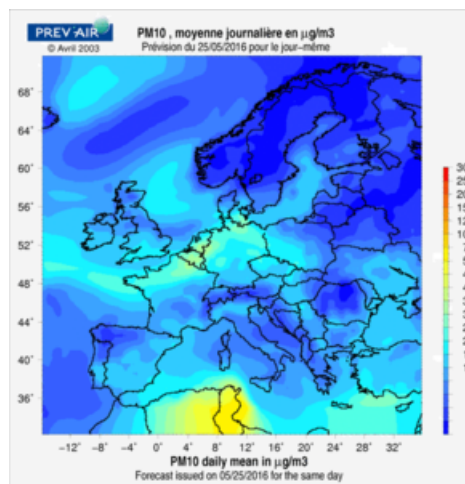 PREV'AIR
© Avril 2003
PM10 , moyenne journalière en µg/m3
Prévision du 25/05/2016 pour le jour-même
68°
64°
60°
56°
52°
48°
44°
40°
36°
-12° -8° -4° 0° 4° 8° 12° 16° 20° 24° 28° 32°
PM10 daily mean in µg/m3
Forecast issued on 05/25/2016 for the same day